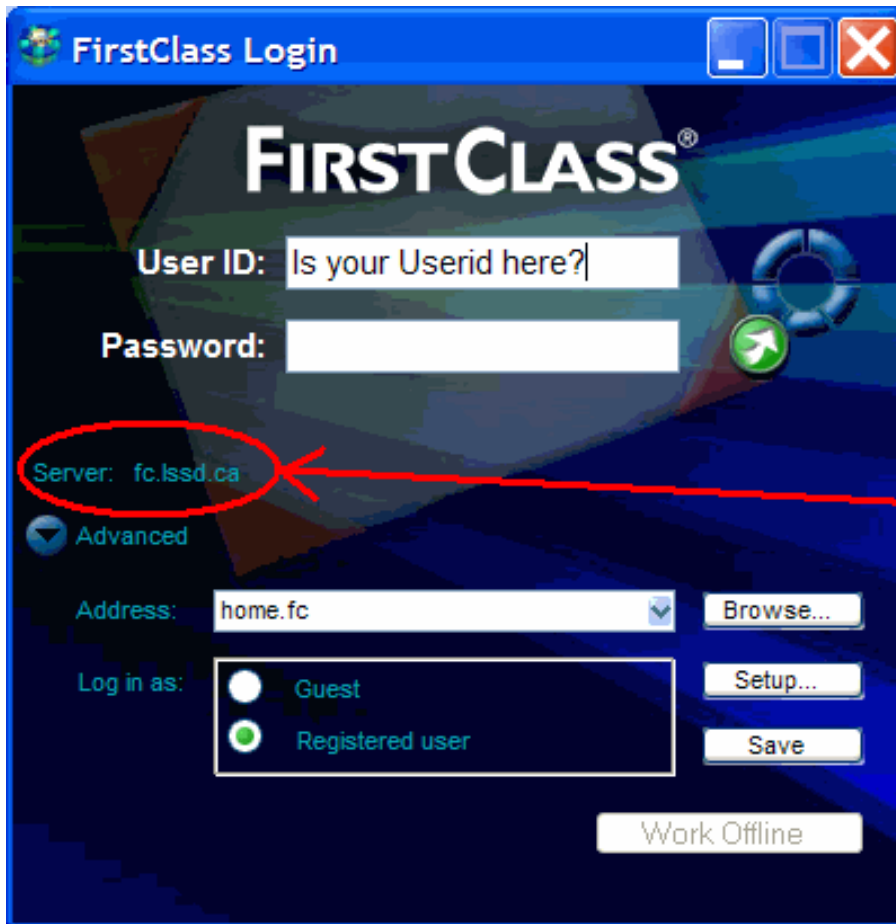 FirstClass Login
FIRSTCLASS®
User ID: Is your Userid here?
Password:
Server: fc.lssd.ca
Advanced
Address: home.fc Browse...
Log in as: Guest Setup...
Registered user Save
Work Offline